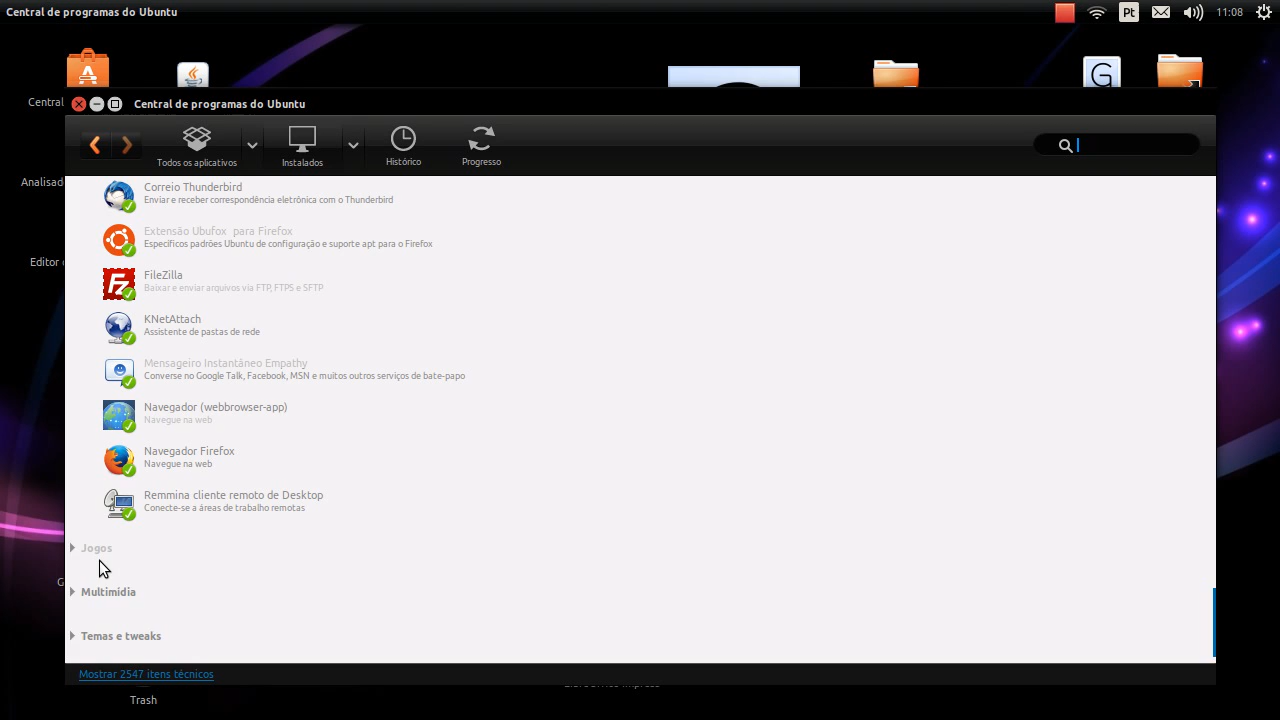 Central de programas do Ubuntu
Pt
11:08
Central
Analisad
Editor
G
Central de programas do Ubuntu
Todos os aplicativos
Instalados
Histórico
Progresso
Correio Thunderbird
Enviar e receber correspondência eletrônica com o Thunderbird
Extensão Ubufox para Firefox
Específicos padrões Ubuntu de configuração e suporte apt para o Firefox
FileZilla
Baixar e enviar arquivos via FTP, FTPS e SFTP
KNetAttach
Assistente de pastas de rede
Mensageiro Instantâneo Empathy
Converse no Google Talk, Facebook, MSN e muitos outros serviços de bate-papo
Navegador (webbrowser-app)
Navegue na web
Navegador Firefox
Navegue na web
Remmina cliente remoto de Desktop
Conecte-se a áreas de trabalho remotas
Jogos
Multimídia
Temas e tweaks
Mostrar 2547 itens técnicos
Trash